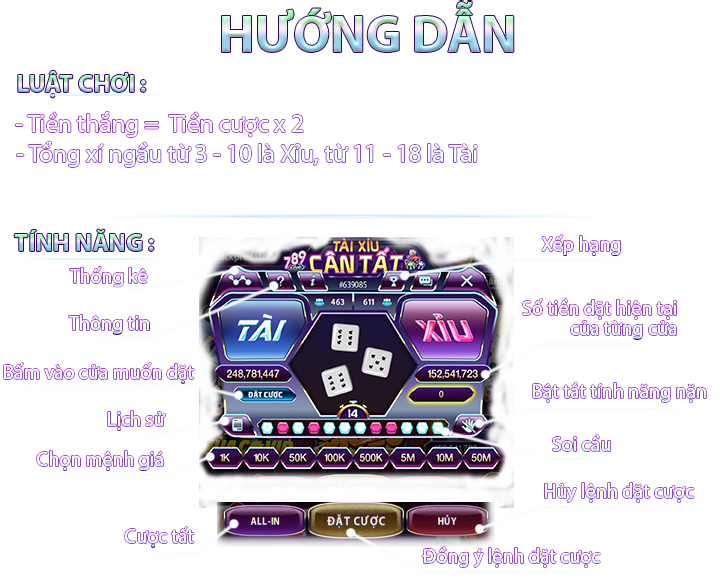 HƯỚNG DẪN
LUẬT CHƠI :
- Tiền thắng = Tiền cược x 2
- Tổng xí ngầu từ 3 - 10 là Xỉu, từ 11 - 18 là Tài
TÍNH NĂNG :
Thống kê
Thông tin
Bấm vào cửa muốn đặt
Lịch sử
Chọn mệnh giá
Cược tất
TÀI XỈU
789
CÂN TẤT
? i #639085
463 611
TÀI
XỈU
248,781,447
152,541,723
ĐẶT CƯỢC
0
14
1K 10K 50K 100K 500K 5M 10M 50M
ALL-IN ĐẶT CƯỢC HỦY
Xếp hạng
Số tiền đặt hiện tại
của từng cửa
Bật tắt tính năng nặn
Soi cầu
Hủy lệnh đặt cược
Đồng ý lệnh đặt cược